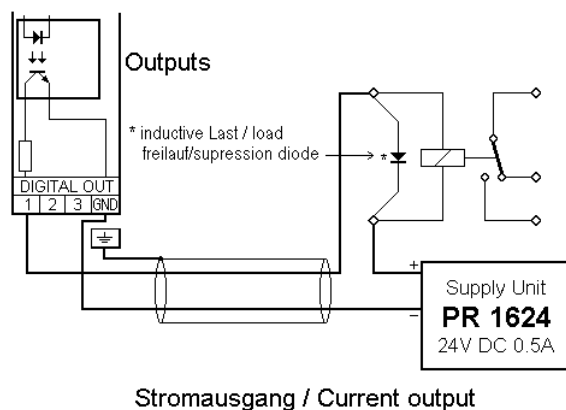 Outputs
* inductive Last / load
freilauf/supression diode
*
DIGITAL OUT
1 2 3 GND
+
Supply Unit
PR 1624
24V DC 0.5A
–
Stromausgang / Current output